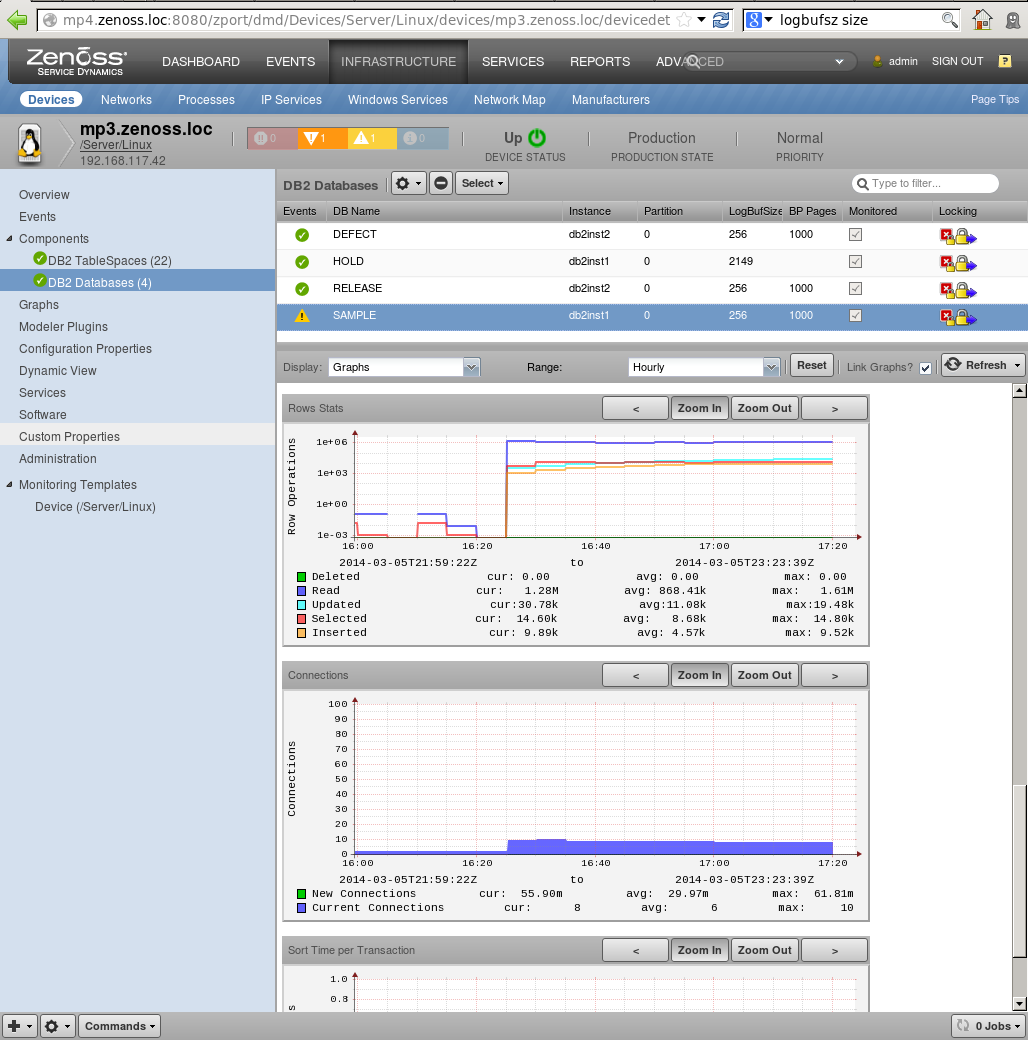 mp4.zenoss.loc:8080/zport/dmd/Devices/Server/Linux/devices/mp3.zenoss.loc/devicedet
logbufsz size
Zenoss
SERVICE DYNAMICS
DASHBOARD EVENTS INFRASTRUCTURE SERVICES REPORTS ADVANCED
admin SIGN OUT ?
Devices Networks Processes IP Services Windows Services Network Map Manufacturers Page Tips
mp3.zenoss.loc
/Server/Linux
192.168.117.42
0 1 1 0
Up
DEVICE STATUS
Production
PRODUCTION STATE
Normal
PRIORITY
Overview
Events
Components
DB2 TableSpaces (22)
DB2 Databases (4)
Graphs
Modeler Plugins
Configuration Properties
Dynamic View
Services
Software
Custom Properties
Administration
Monitoring Templates
Device (/Server/Linux)
DB2 Databases Select Type to filter...
Events DB Name Instance Partition LogBufSize BP Pages Monitored Locking
DEFECT db2inst2 0 256 1000
HOLD db2inst1 0 2149
RELEASE db2inst2 0 256 1000
SAMPLE db2inst1 0 256 1000
Display: Graphs Range: Hourly Reset Link Graphs? Refresh
Rows Stats < Zoom In Zoom Out >
Row Operations
1e+06
1e+03
1e+00
1e-03
16:00 16:20 16:40 17:00 17:20
2014-03-05T21:59:22Z to 2014-03-05T23:23:39Z
Deleted cur: 0.00 avg: 0.00 max: 0.00
Read cur: 1.28M avg: 868.41k max: 1.61M
Updated cur:30.78k avg:11.08k max:19.48k
Selected cur: 14.60k avg: 8.68k max: 14.80k
Inserted cur: 9.89k avg: 4.57k max: 9.52k
Connections < Zoom In Zoom Out >
Connections
100
90
80
70
60
50
40
30
20
10
0
16:00 16:20 16:40 17:00 17:20
2014-03-05T21:59:22Z to 2014-03-05T23:23:39Z
New Connections cur: 55.90m avg: 29.97m max: 61.81m
Current Connections cur: 8 avg: 6 max: 10
Sort Time per Transaction < Zoom In Zoom Out >
1.0
0.8
s
Commands 0 Jobs